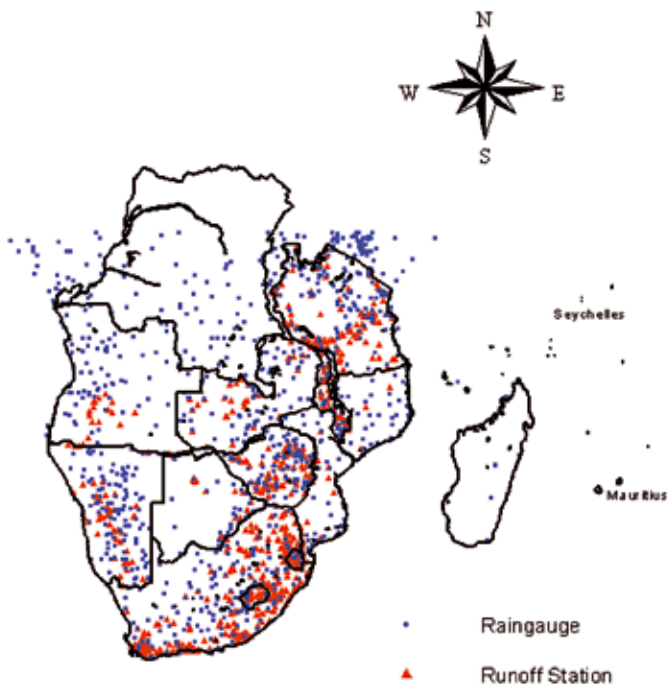 N
W E
S
Seychelles
Mauritius
Raingauge
Runoff Station